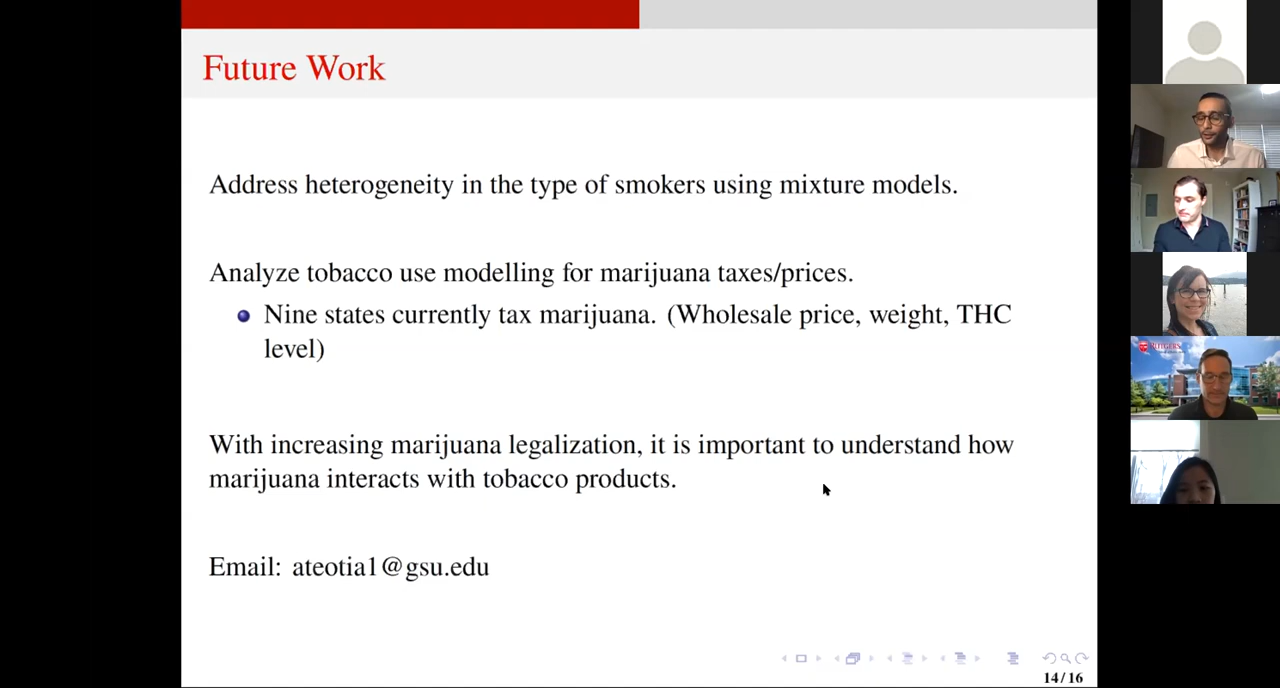 Future Work
Address heterogeneity in the type of smokers using mixture models.
Analyze tobacco use modelling for marijuana taxes/prices.
Nine states currently tax marijuana. (Wholesale price, weight, THC
level)
With increasing marijuana legalization, it is important to understand how
marijuana interacts with tobacco products.
Email: ateotia1@gsu.edu
14/16
RUTGERS